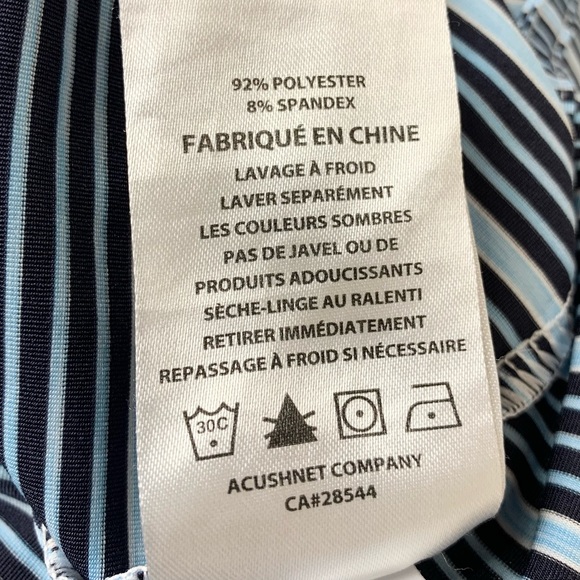 92% POLYESTER
8% SPANDEX
FABRIQUÉ EN CHINE
LAVAGE À FROID
LAVER SEPARÉMENT
LES COULEURS SOMBRES
PAS DE JAVEL OU DE
PRODUITS ADOUCISSANTS
SÈCHE-LINGE AU RALENTI
RETIRER IMMÉDIATEMENT
REPASSAGE À FROID SI NÉCESSAIRE
30C
ACUSHNET COMPANY
CA#28544